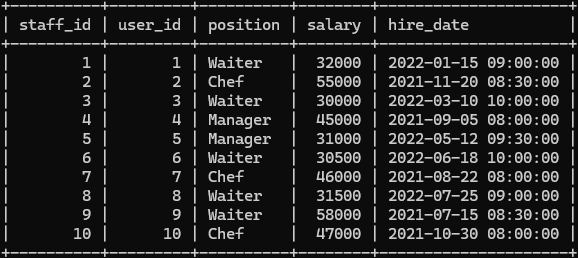 +----------+---------+----------+--------+---------------------+
| staff_id | user_id | position | salary | hire_date           |
+----------+---------+----------+--------+---------------------+
|        1 |       1 | Waiter   |  32000 | 2022-01-15 09:00:00 |
|        2 |       2 | Chef     |  55000 | 2021-11-20 08:30:00 |
|        3 |       3 | Waiter   |  30000 | 2022-03-10 10:00:00 |
|        4 |       4 | Manager  |  45000 | 2021-09-05 08:00:00 |
|        5 |       5 | Manager  |  31000 | 2022-05-12 09:30:00 |
|        6 |       6 | Waiter   |  30500 | 2022-06-18 10:00:00 |
|        7 |       7 | Chef     |  46000 | 2021-08-22 08:00:00 |
|        8 |       8 | Waiter   |  31500 | 2022-07-25 09:00:00 |
|        9 |       9 | Waiter   |  58000 | 2021-07-15 08:30:00 |
|       10 |      10 | Chef     |  47000 | 2021-10-30 08:00:00 |
+----------+---------+----------+--------+---------------------+